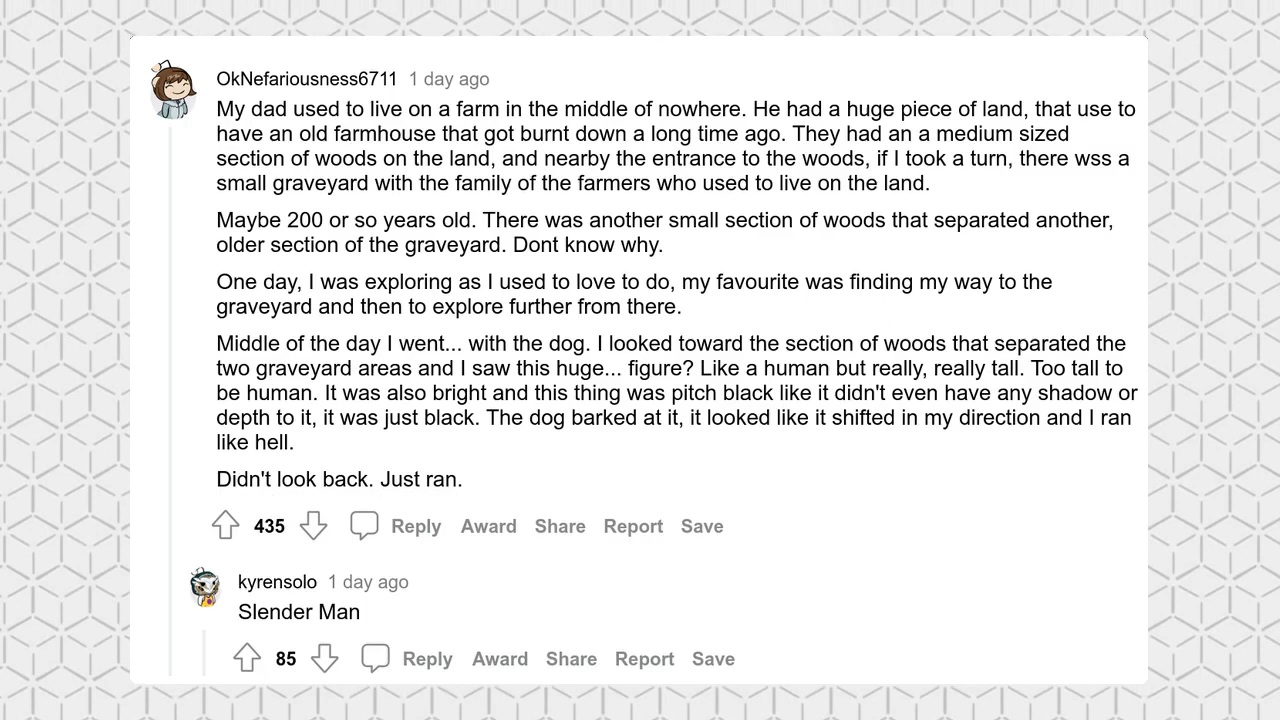 OkNefariousness6711 1 day ago
My dad used to live on a farm in the middle of nowhere. He had a huge piece of land, that use to
have an old farmhouse that got burnt down a long time ago. They had an a medium sized
section of woods on the land, and nearby the entrance to the woods, if I took a turn, there wss a
small graveyard with the family of the farmers who used to live on the land.
Maybe 200 or so years old. There was another small section of woods that separated another,
older section of the graveyard. Dont know why.
One day, I was exploring as I used to love to do, my favourite was finding my way to the
graveyard and then to explore further from there.
Middle of the day I went... with the dog. I looked toward the section of woods that separated the
two graveyard areas and I saw this huge... figure? Like a human but really, really tall. Too tall to
be human. It was also bright and this thing was pitch black like it didn't even have any shadow or
depth to it, it was just black. The dog barked at it, it looked like it shifted in my direction and I ran
like hell.
Didn't look back. Just ran.
435 Reply Award Share Report Save
kyrensolo 1 day ago
Slender Man
85 Reply Award Share Report Save